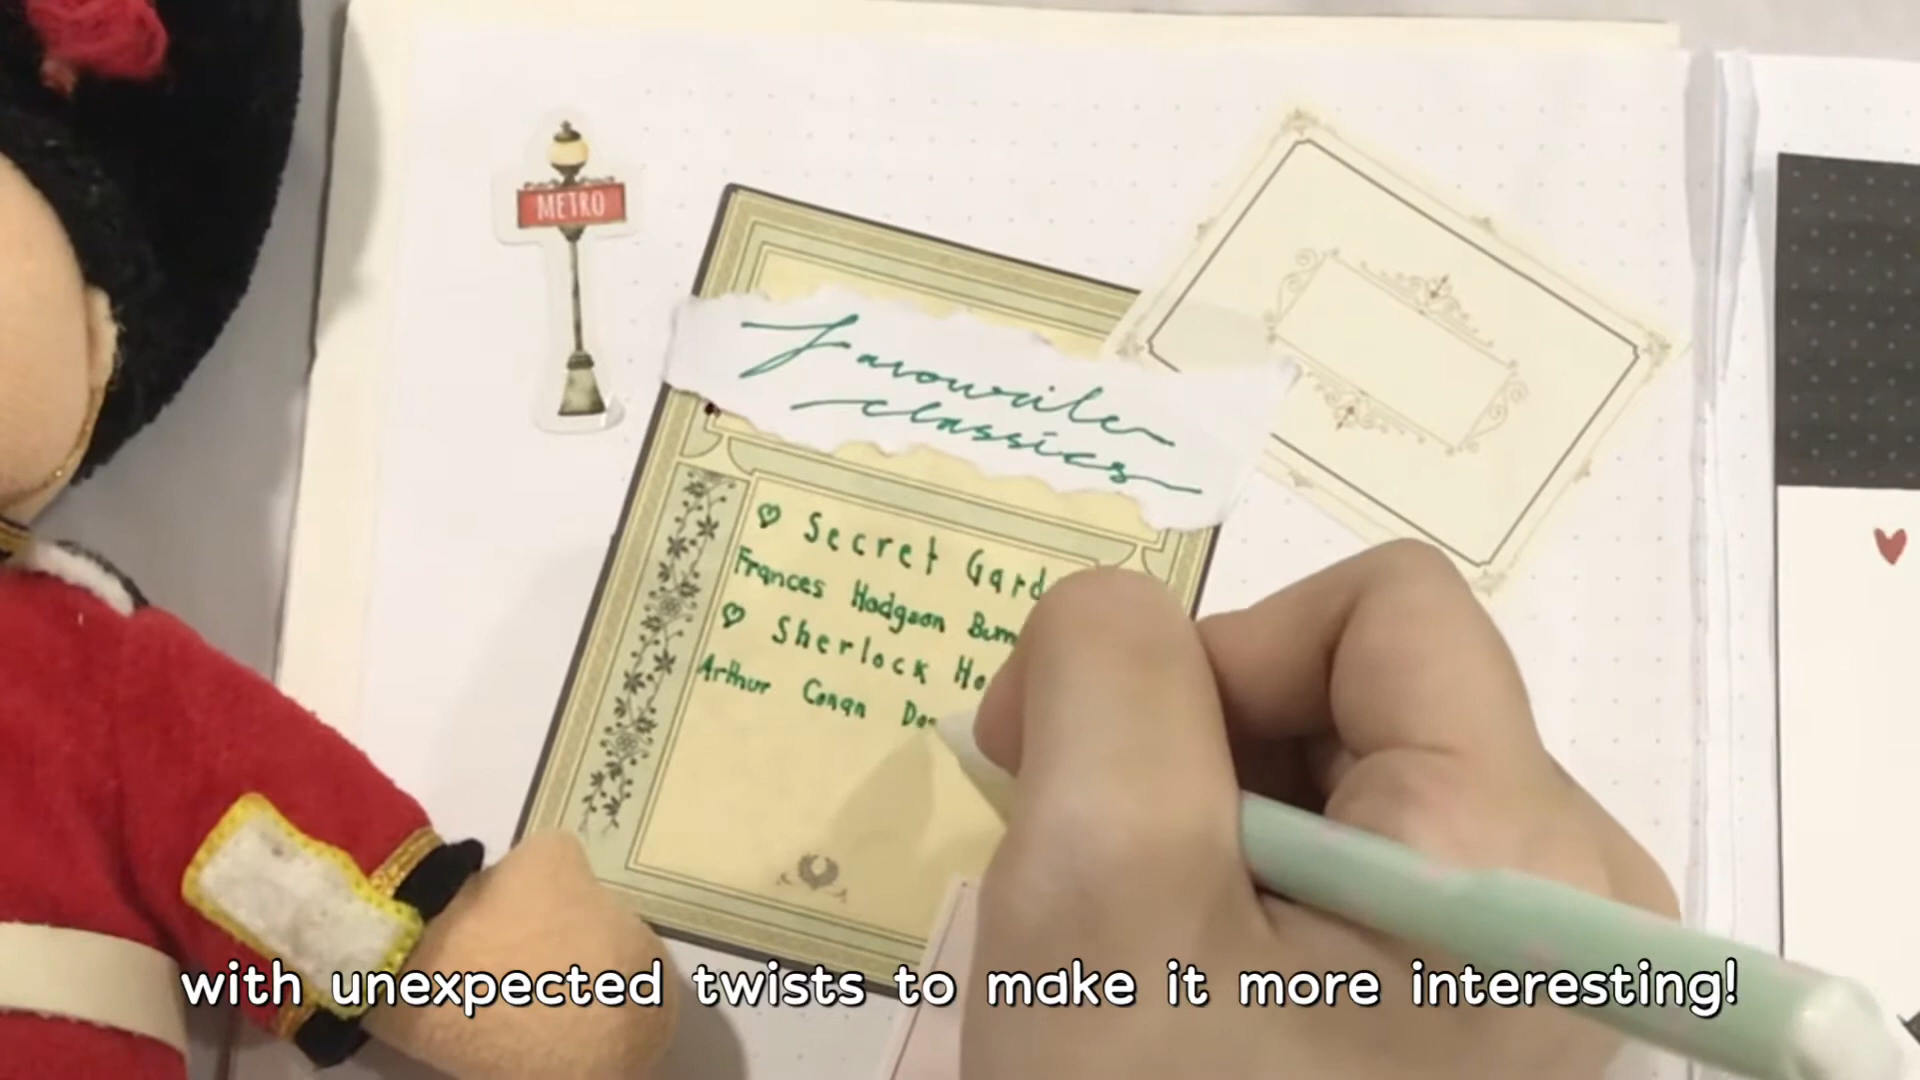 METRO
Favourite
classics
Secret Gard
Frances Hodgson Burn
Sherlock Ho
Arthur Conan Do
with unexpected twists to make it more interesting!